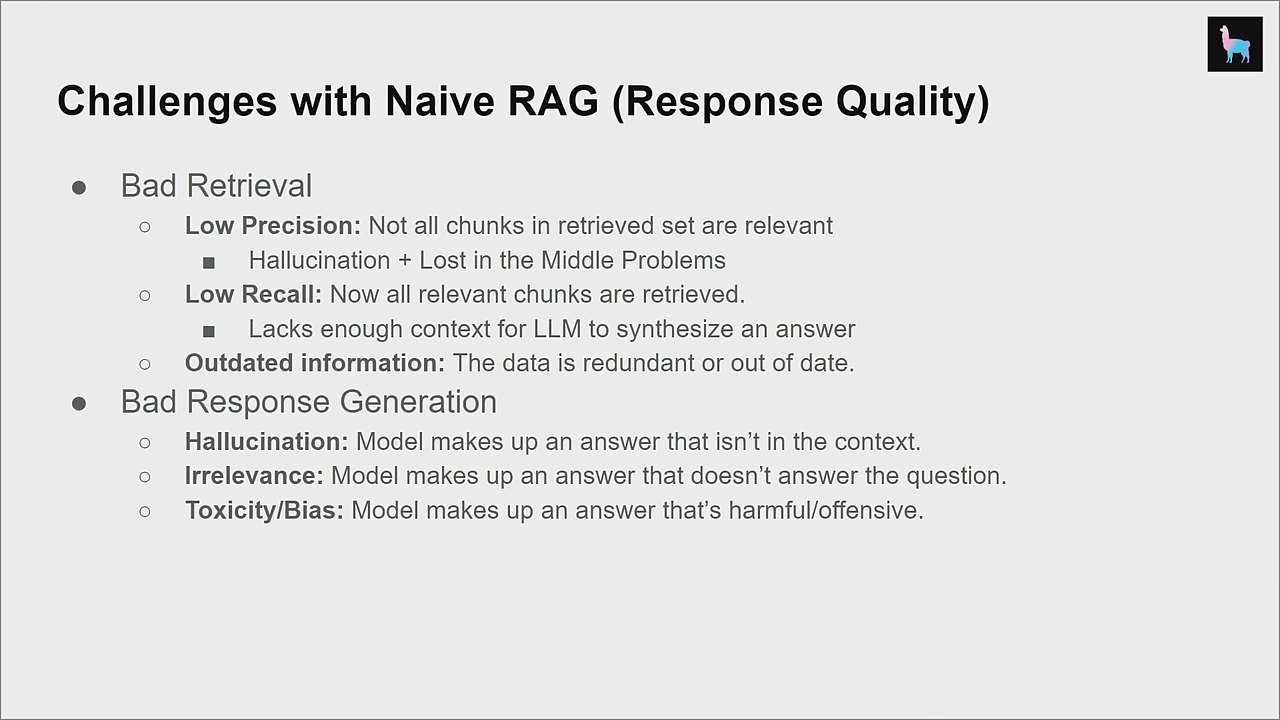 Challenges with Naive RAG (Response Quality)
● Bad Retrieval
○ Low Precision: Not all chunks in retrieved set are relevant
■ Hallucination + Lost in the Middle Problems
○ Low Recall: Now all relevant chunks are retrieved.
■ Lacks enough context for LLM to synthesize an answer
○ Outdated information: The data is redundant or out of date.
● Bad Response Generation
○ Hallucination: Model makes up an answer that isn’t in the context.
○ Irrelevance: Model makes up an answer that doesn’t answer the question.
○ Toxicity/Bias: Model makes up an answer that’s harmful/offensive.